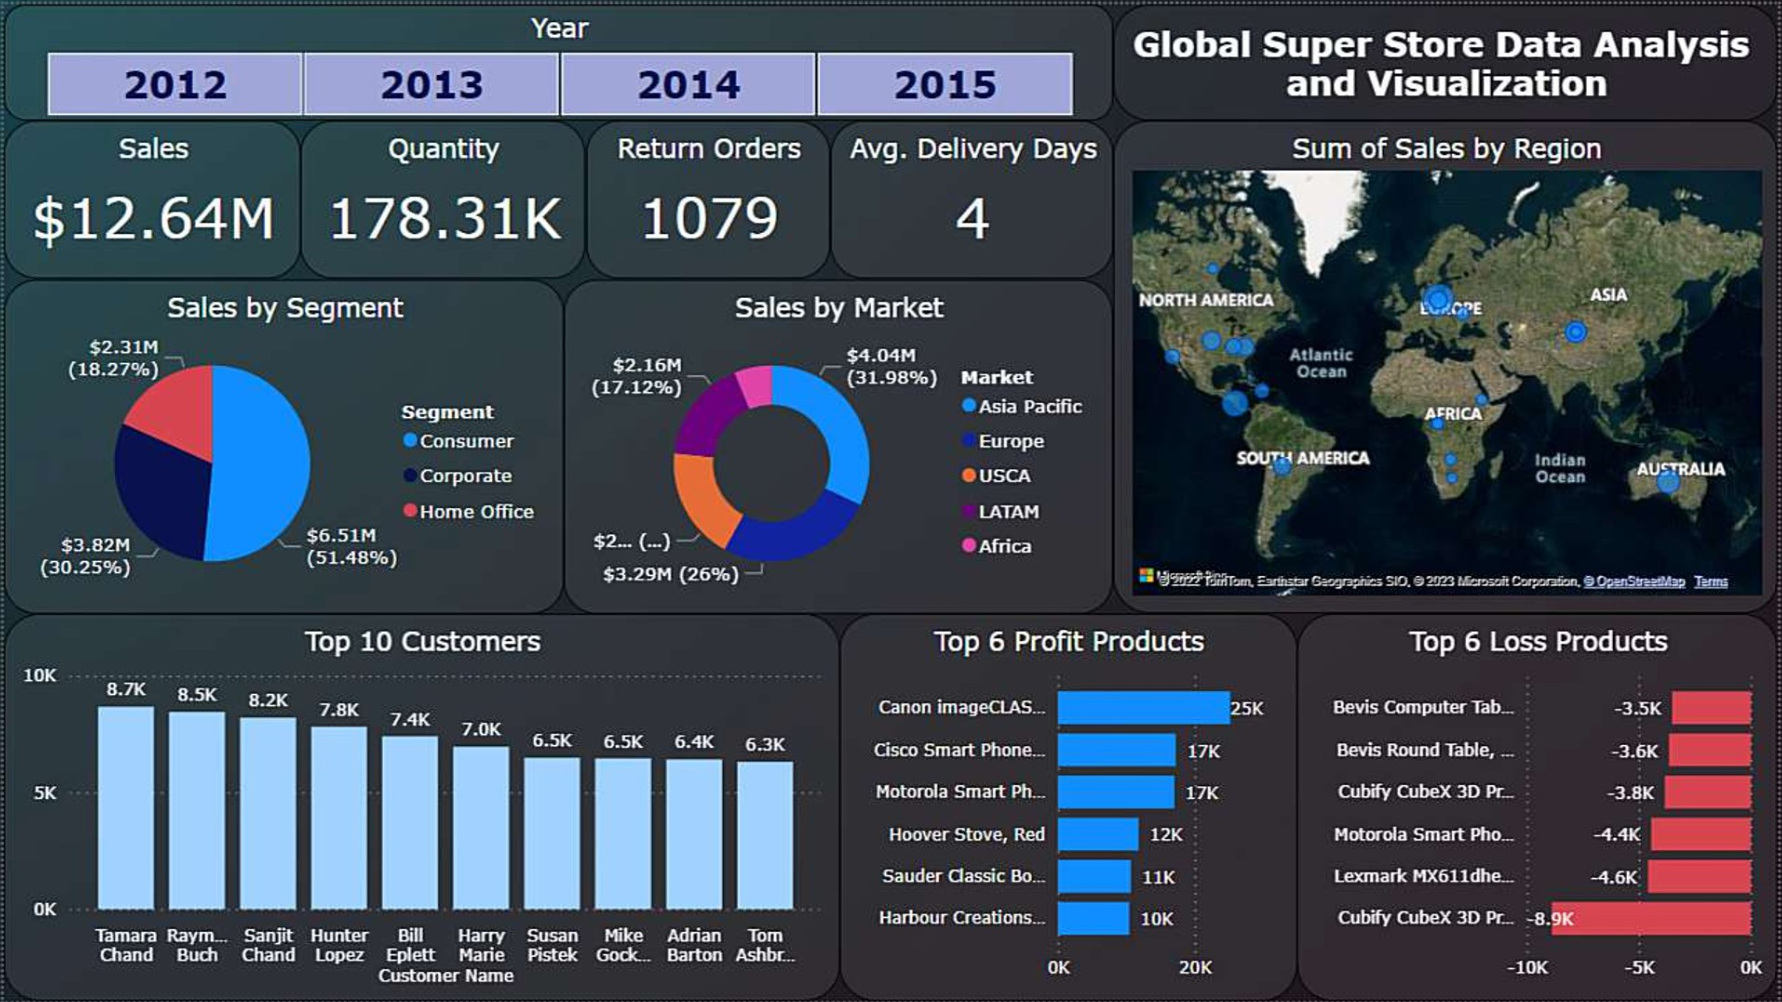 Year
2012
2013
2014
2015
Global Super Store Data Analysis
and Visualization
Sales
$12.64M
Quantity
178.31K
Return Orders
1079
Avg. Delivery Days
4
Sum of Sales by Region
NORTH AMERICA
EUROPE
ASIA
Atlantic
Ocean
AFRICA
SOUTH AMERICA
Indian
Ocean
AUSTRALIA
© 2022 TomTom, Earthstar Geographics SIO, © 2023 Microsoft Corporation, © OpenStreetMap Terms
Sales by Segment
$2.31M
(18.27%)
$3.82M
(30.25%)
$6.51M
(51.48%)
Segment
Consumer
Corporate
Home Office
Sales by Market
$2.16M
(17.12%)
$4.04M
(31.98%)
$2... (...)
$3.29M (26%)
Market
Asia Pacific
Europe
USCA
LATAM
Africa
Top 10 Customers
10K
5K
0K
8.7K
8.5K
8.2K
7.8K
7.4K
7.0K
6.5K
6.5K
6.4K
6.3K
Tamara
Chand
Raym...
Buch
Sanjit
Chand
Hunter
Lopez
Bill
Eplett
Harry
Marie
Susan
Pistek
Mike
Gock...
Adrian
Barton
Tom
Ashbr...
Customer Name
Top 6 Profit Products
Canon imageCLAS... 25K
Cisco Smart Phone... 17K
Motorola Smart Ph... 17K
Hoover Stove, Red 12K
Sauder Classic Bo... 11K
Harbour Creations... 10K
0K 20K
Top 6 Loss Products
Bevis Computer Tab... -3.5K
Bevis Round Table, ... -3.6K
Cubify CubeX 3D Pr... -3.8K
Motorola Smart Pho... -4.4K
Lexmark MX611dhe... -4.6K
Cubify CubeX 3D Pr... -8.9K
-10K -5K 0K